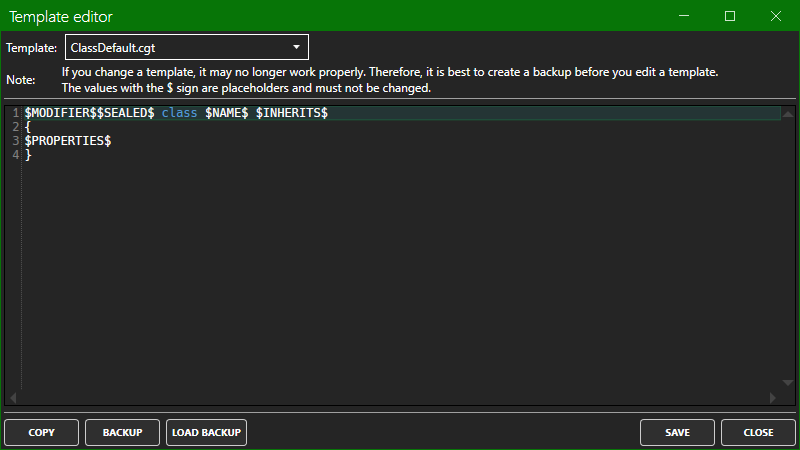 Template editor
Template: ClassDefault.cgt
Note: If you change a template, it may no longer work properly. Therefore, it is best to create a backup before you edit a template.
The values with the $ sign are placeholders and must not be changed.
1 $MODIFIER$$SEALED$ class $NAME$ $INHERITS$
2 {
3 $PROPERTIES$
4 }
COPY BACKUP LOAD BACKUP SAVE CLOSE